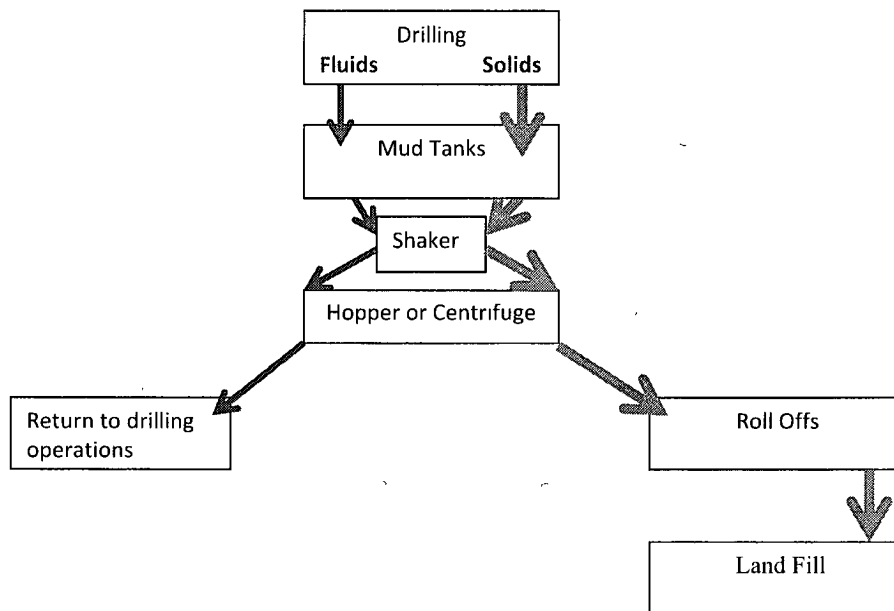 Drilling
Fluids Solids
Mud Tanks
Shaker
Hopper or Centrifuge
Return to drilling
operations
Roll Offs
Land Fill